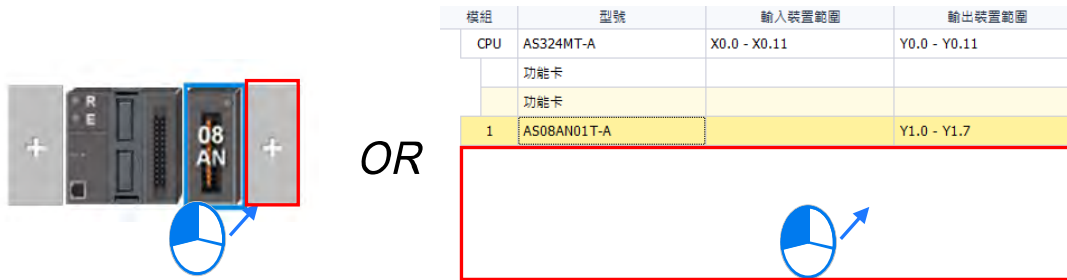 模組 型號 輸入裝置範圍 輸出裝置範圍
CPU AS324MT-A X0.0 - X0.11 Y0.0 - Y0.11
功能卡
功能卡
1 AS08AN01T-A Y1.0 - Y1.7
R
E
08
AN
OR